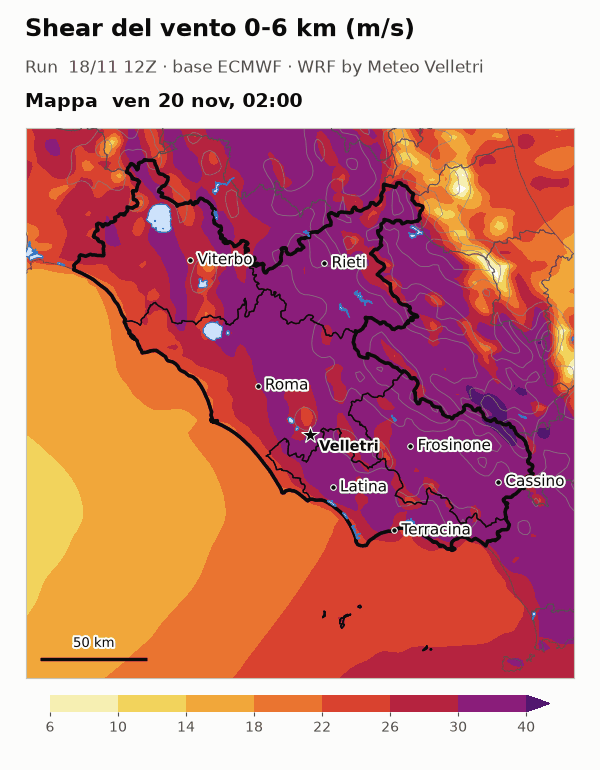 Shear del vento 0-6 km (m/s)
Run  18/11 12Z · base ECMWF · WRF by Meteo Velletri
Mappa  ven 20 nov, 02:00
Viterbo
Rieti
Roma
Velletri
Frosinone
Latina
Cassino
Terracina
50 km
6 10 14 18 22 26 30 40